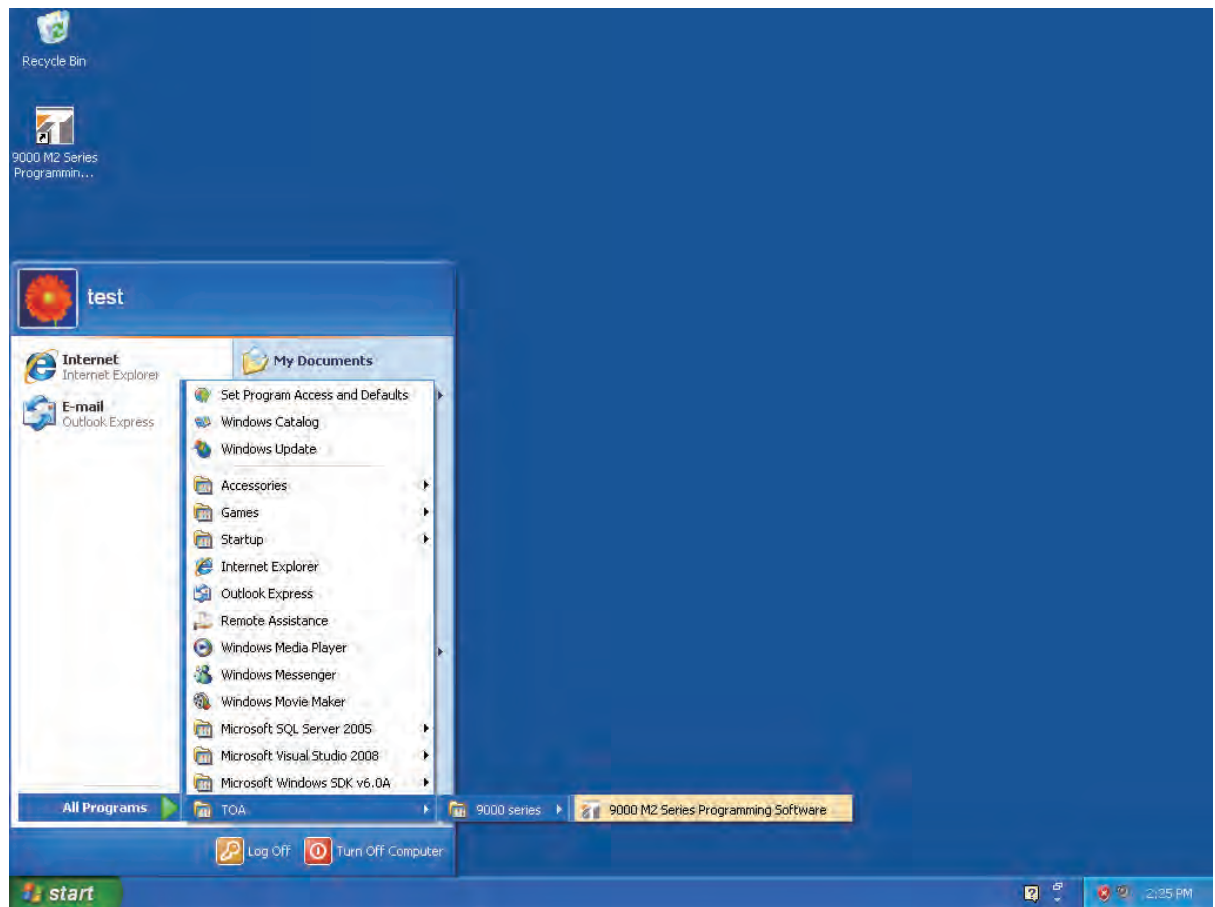 Recycle Bin
9000 M2 Series
Programmin...
test
Internet
Internet Explorer
E-mail
Outlook Express
My Documents
Set Program Access and Defaults
Windows Catalog
Windows Update
Accessories
Games
Startup
Internet Explorer
Outlook Express
Remote Assistance
Windows Media Player
Windows Messenger
Windows Movie Maker
Microsoft SQL Server 2005
Microsoft Visual Studio 2008
Microsoft Windows SDK v6.0A
All Programs
TOA
9000 series
9000 M2 Series Programming Software
Log Off
Turn Off Computer
start
2:25 PM